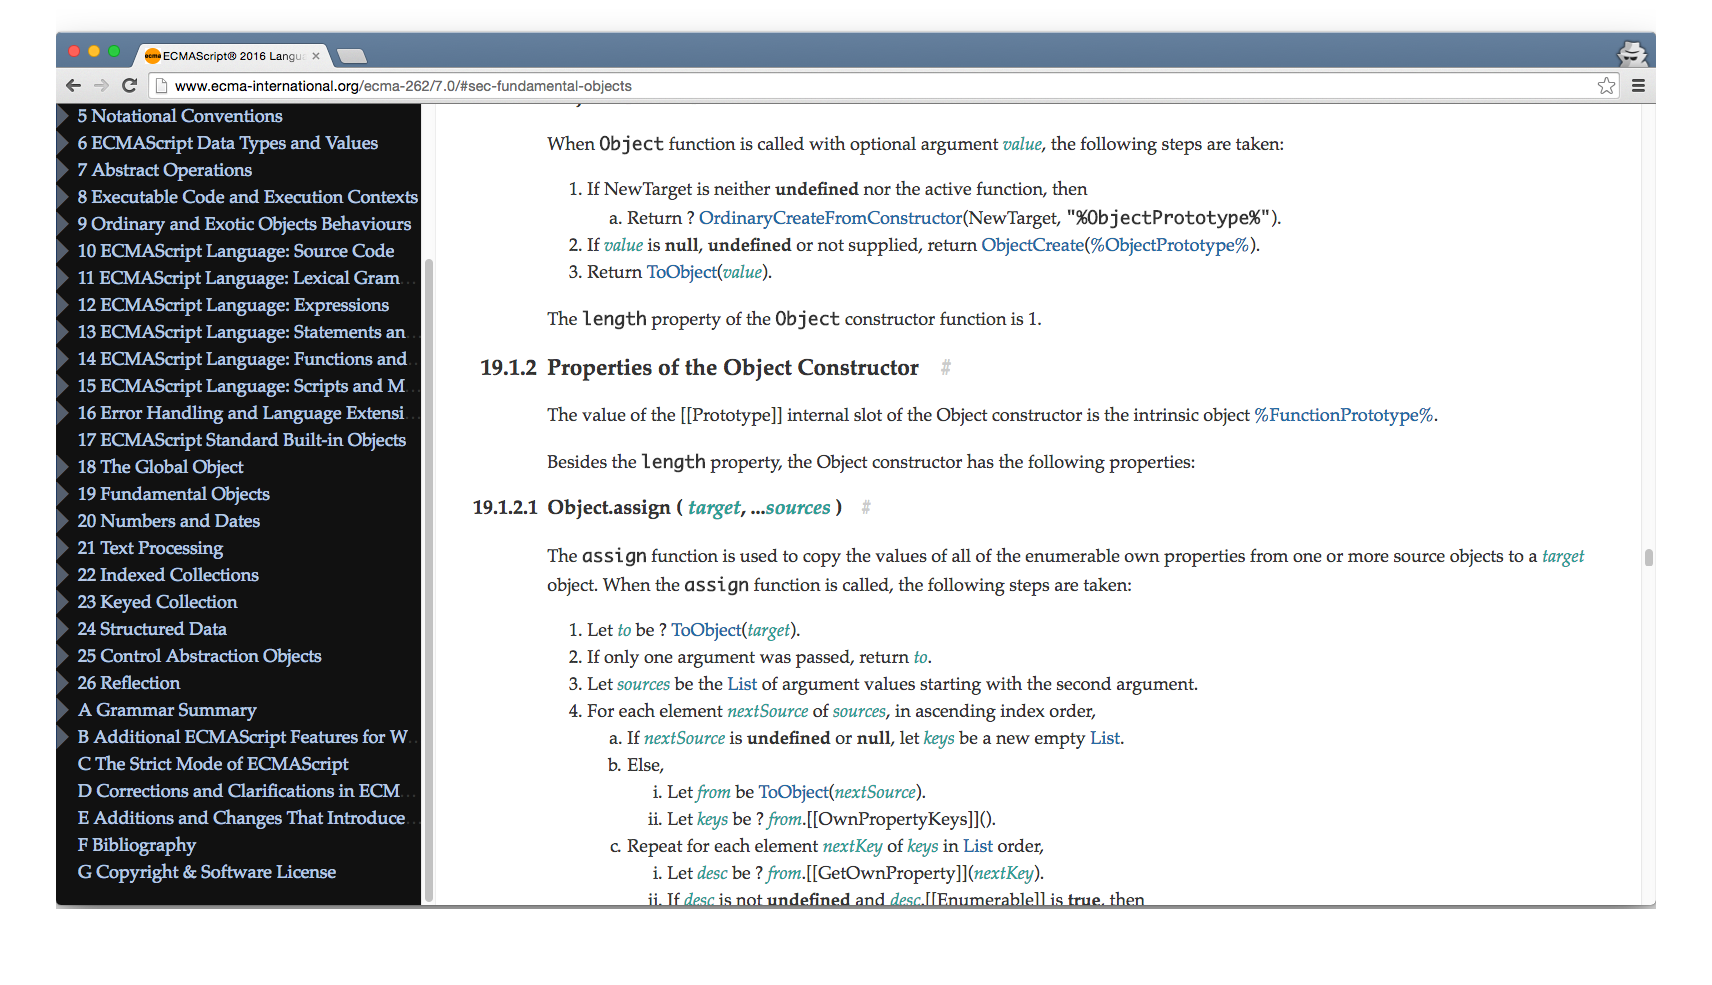 ecma ECMAScript® 2016 Langu
www.ecma-international.org/ecma-262/7.0/#sec-fundamental-objects
5 Notational Conventions
6 ECMAScript Data Types and Values
7 Abstract Operations
8 Executable Code and Execution Contexts
9 Ordinary and Exotic Objects Behaviours
10 ECMAScript Language: Source Code
11 ECMAScript Language: Lexical Gram...
12 ECMAScript Language: Expressions
13 ECMAScript Language: Statements an...
14 ECMAScript Language: Functions and...
15 ECMAScript Language: Scripts and M...
16 Error Handling and Language Extensi...
17 ECMAScript Standard Built-in Objects
18 The Global Object
19 Fundamental Objects
20 Numbers and Dates
21 Text Processing
22 Indexed Collections
23 Keyed Collection
24 Structured Data
25 Control Abstraction Objects
26 Reflection
A Grammar Summary
B Additional ECMAScript Features for W...
C The Strict Mode of ECMAScript
D Corrections and Clarifications in ECM...
E Additions and Changes That Introduce...
F Bibliography
G Copyright & Software License
When Object function is called with optional argument value, the following steps are taken:
1. If NewTarget is neither undefined nor the active function, then
a. Return ? OrdinaryCreateFromConstructor(NewTarget, "%ObjectPrototype%").
2. If value is null, undefined or not supplied, return ObjectCreate(%ObjectPrototype%).
3. Return ToObject(value).
The length property of the Object constructor function is 1.
19.1.2 Properties of the Object Constructor #
The value of the [[Prototype]] internal slot of the Object constructor is the intrinsic object %FunctionPrototype%.
Besides the length property, the Object constructor has the following properties:
19.1.2.1 Object.assign ( target, ...sources ) #
The assign function is used to copy the values of all of the enumerable own properties from one or more source objects to a target
object. When the assign function is called, the following steps are taken:
1. Let to be ? ToObject(target).
2. If only one argument was passed, return to.
3. Let sources be the List of argument values starting with the second argument.
4. For each element nextSource of sources, in ascending index order,
a. If nextSource is undefined or null, let keys be a new empty List.
b. Else,
i. Let from be ToObject(nextSource).
ii. Let keys be ? from.[[OwnPropertyKeys]]().
c. Repeat for each element nextKey of keys in List order,
i. Let desc be ? from.[[GetOwnProperty]](nextKey).
ii. If desc is not undefined and desc.[[Enumerable]] is true, then